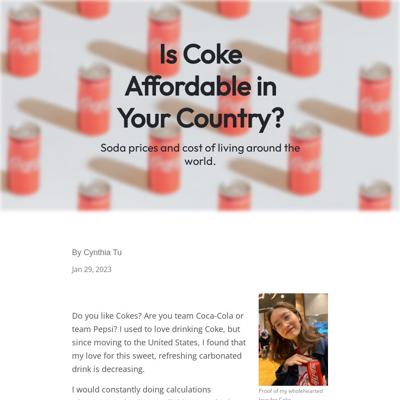 Is Coke
Affordable in
Your Country?
Soda prices and cost of living around the
world.
By Cynthia Tu
Jan 29, 2023
Do you like Cokes? Are you team Coca-Cola or
team Pepsi? I used to love drinking Coke, but
since moving to the United States, I found that
my love for this sweet, refreshing carbonated
drink is decreasing.
Proof of my wholehearted
I would constantly doing calculations